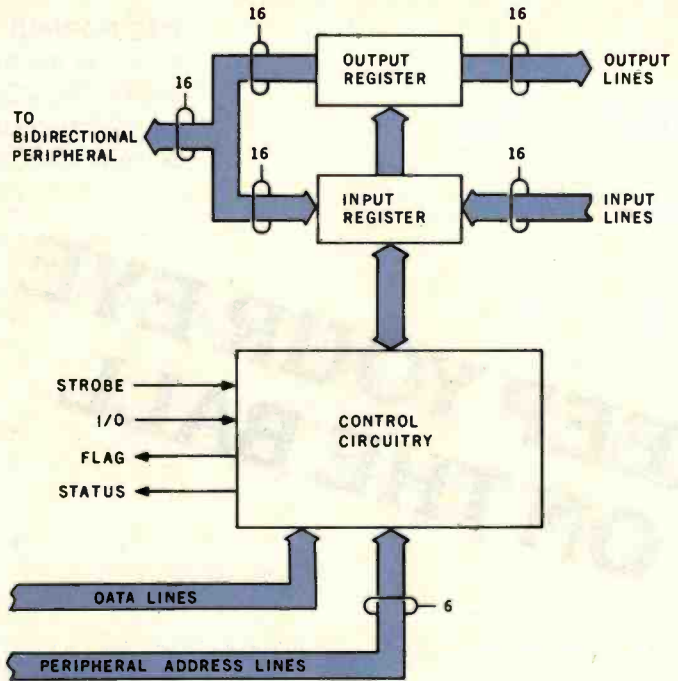 16
16
16
OUTPUT
REGISTER
OUTPUT
LINES
TO
BIDIRECTIONAL
PERIPHERAL
16
16
INPUT
REGISTER
INPUT
LINES
STROBE
I/O
FLAG
STATUS
CONTROL
CIRCUITRY
DATA LINES
6
PERIPHERAL ADDRESS LINES